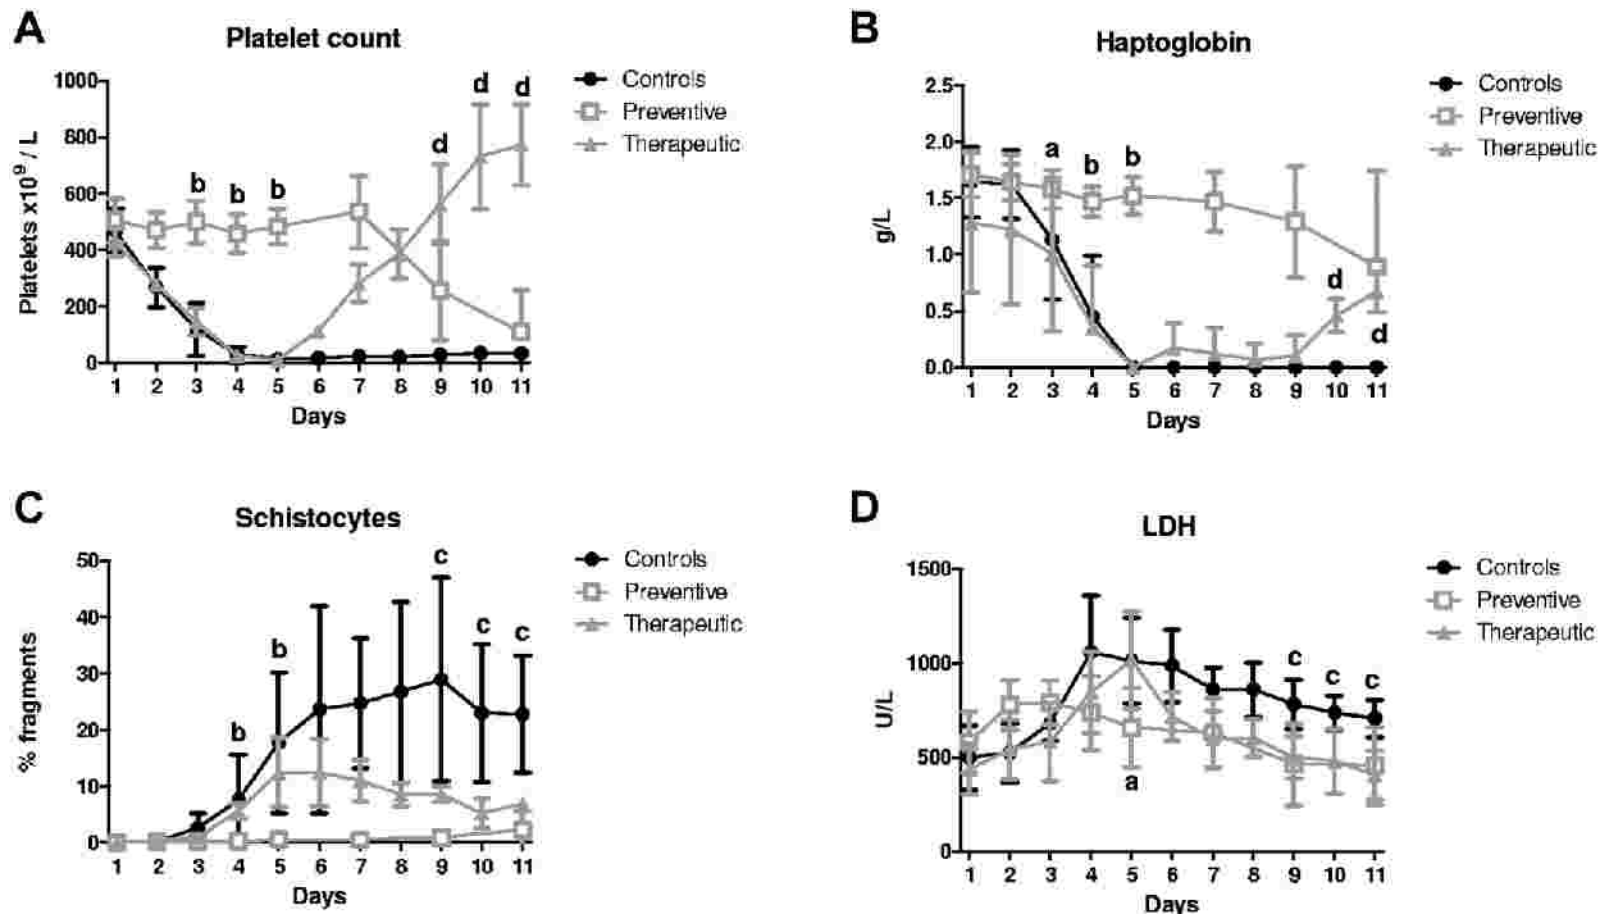 A
Platelet count
Platelets x10⁹ / L
1000
800
600
400
200
0
b
b
b
d
d
d
1 2 3 4 5 6 7 8 9 10 11
Days
Controls
Preventive
Therapeutic
B
Haptoglobin
g/L
2.5
2.0
1.5
1.0
0.5
0.0
a
b
b
d
d
1 2 3 4 5 6 7 8 9 10 11
Days
Controls
Preventive
Therapeutic
C
Schistocytes
% fragments
50
40
30
20
10
0
b
b
c
c
c
1 2 3 4 5 6 7 8 9 10 11
Days
Controls
Preventive
Therapeutic
D
LDH
U/L
1500
1000
500
0
a
c
c
c
1 2 3 4 5 6 7 8 9 10 11
Days
Controls
Preventive
Therapeutic